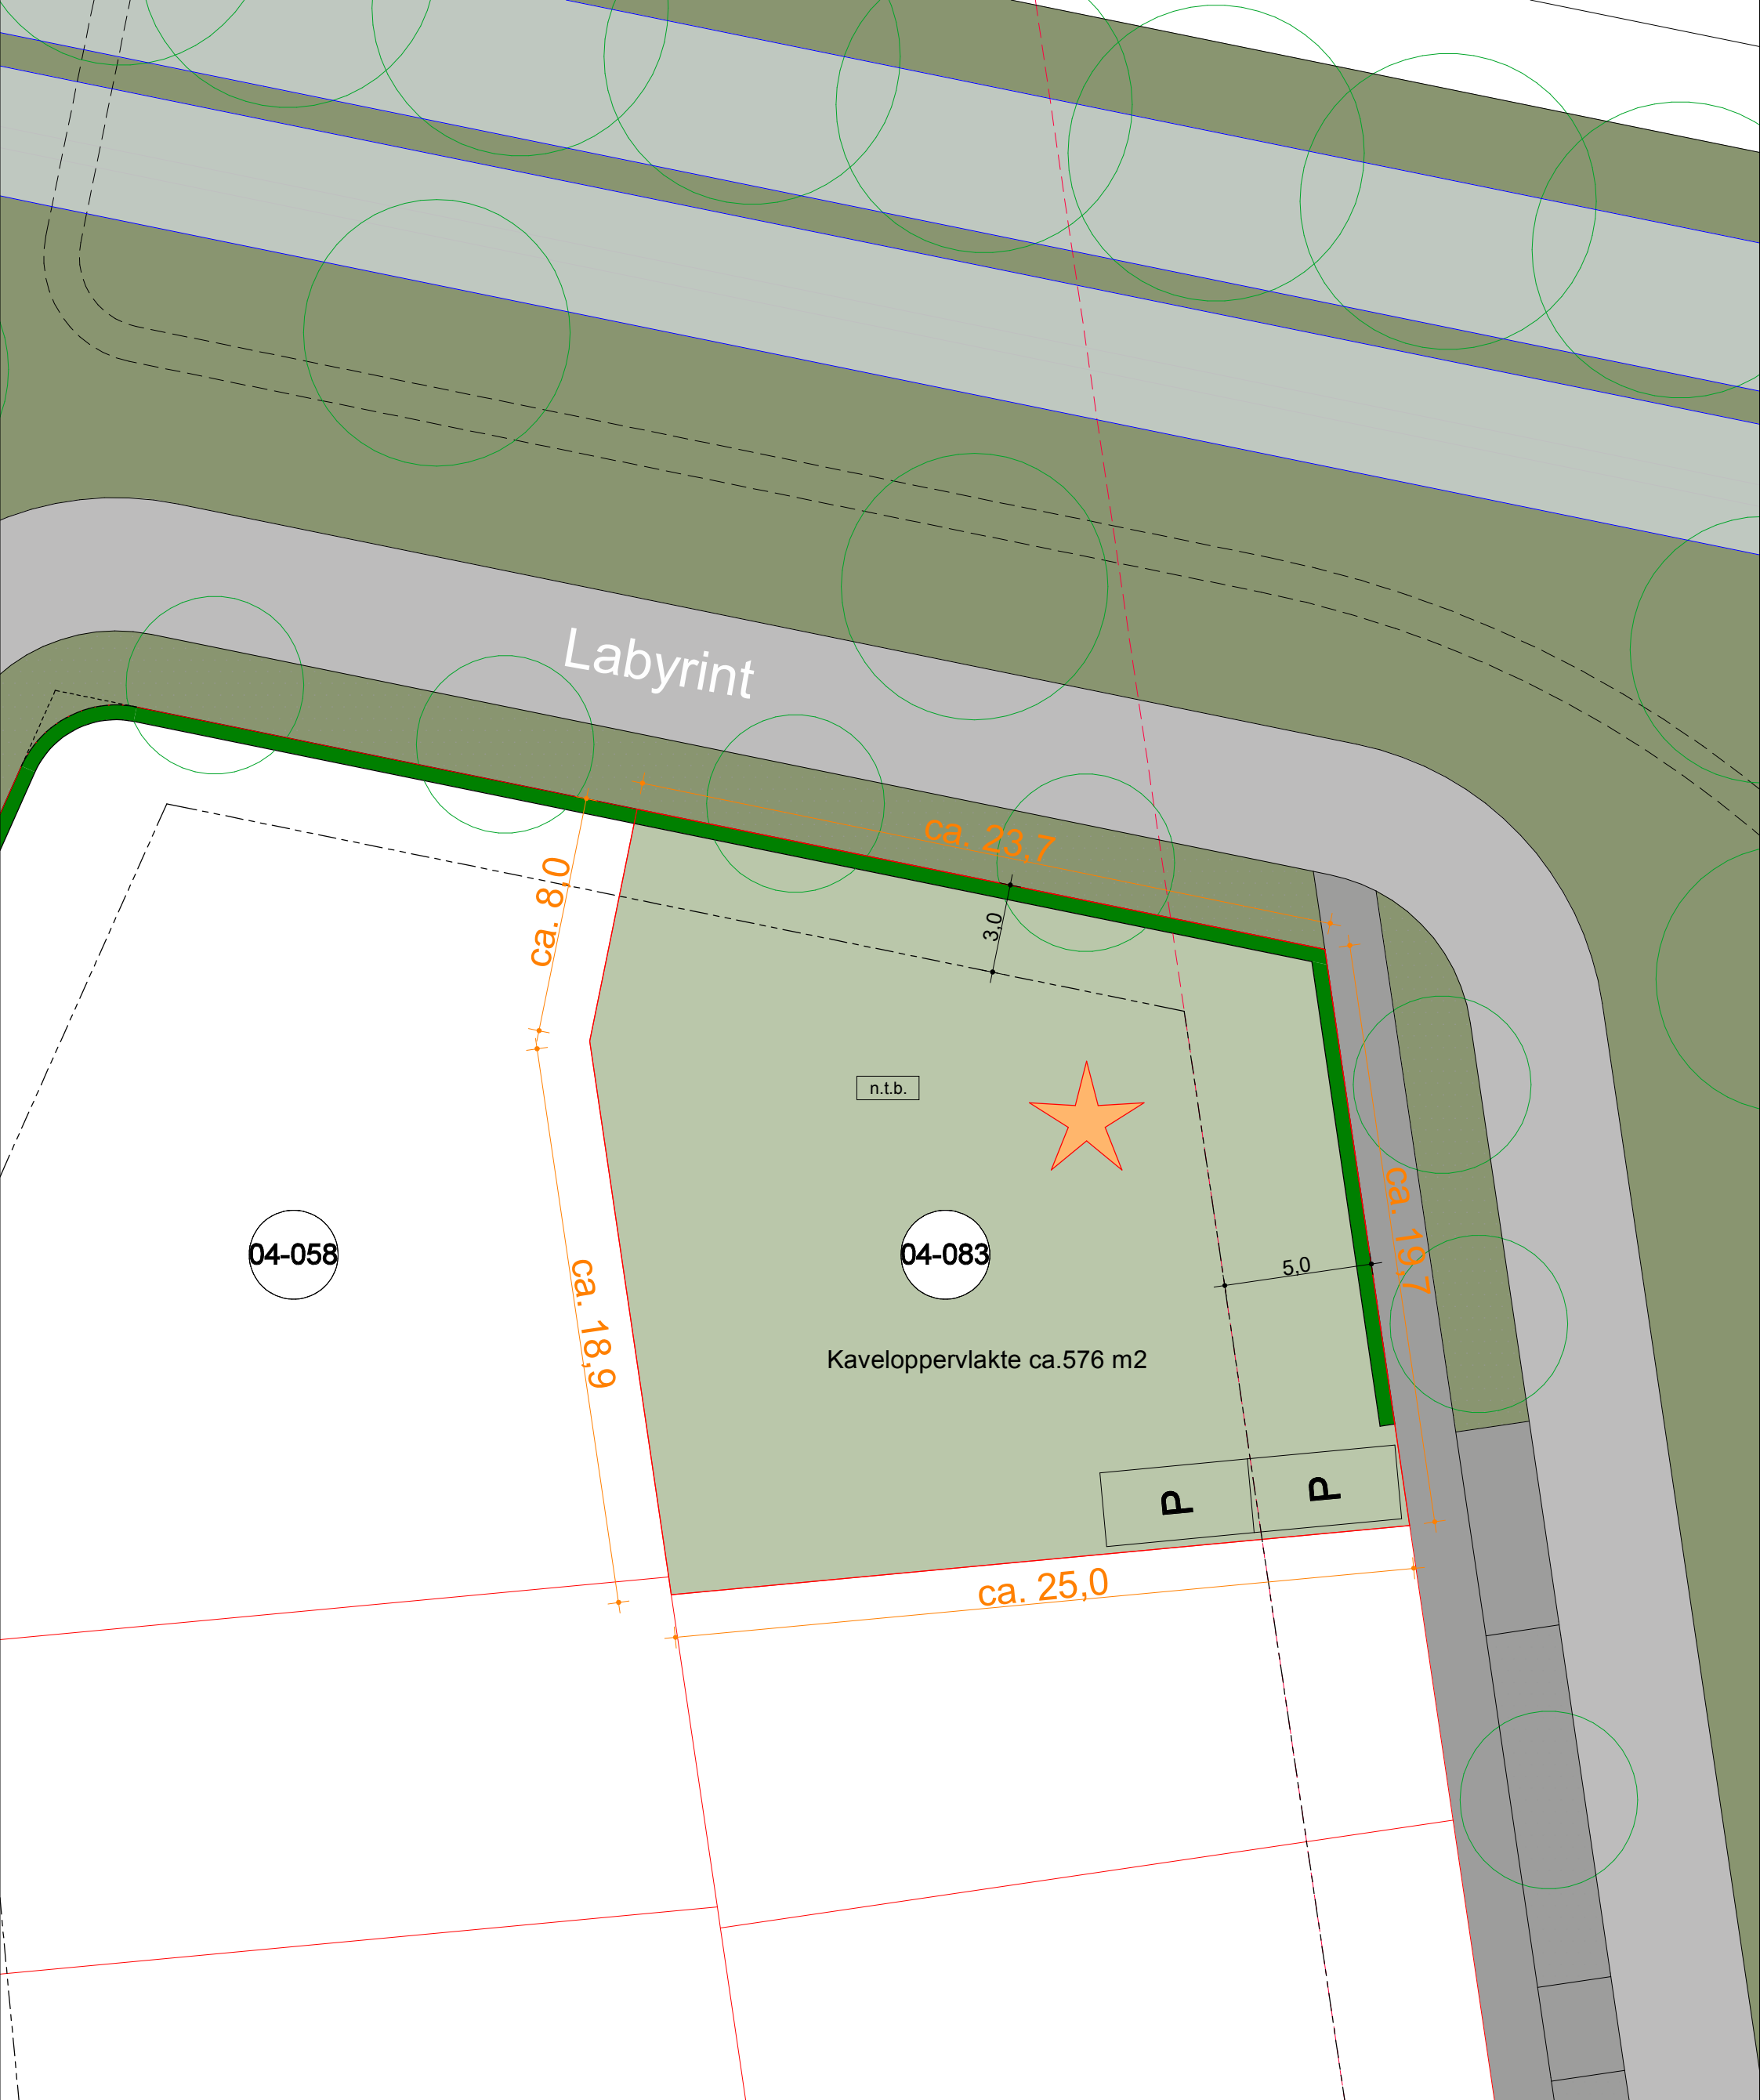 Labyrint
ca. 23,7
ca. 8,0
3,0
n.t.b.
ca. 19,7
04-058
04-083
5,0
ca. 18,9
Kaveloppervlakte ca.576 m2
P
P
ca. 25,0